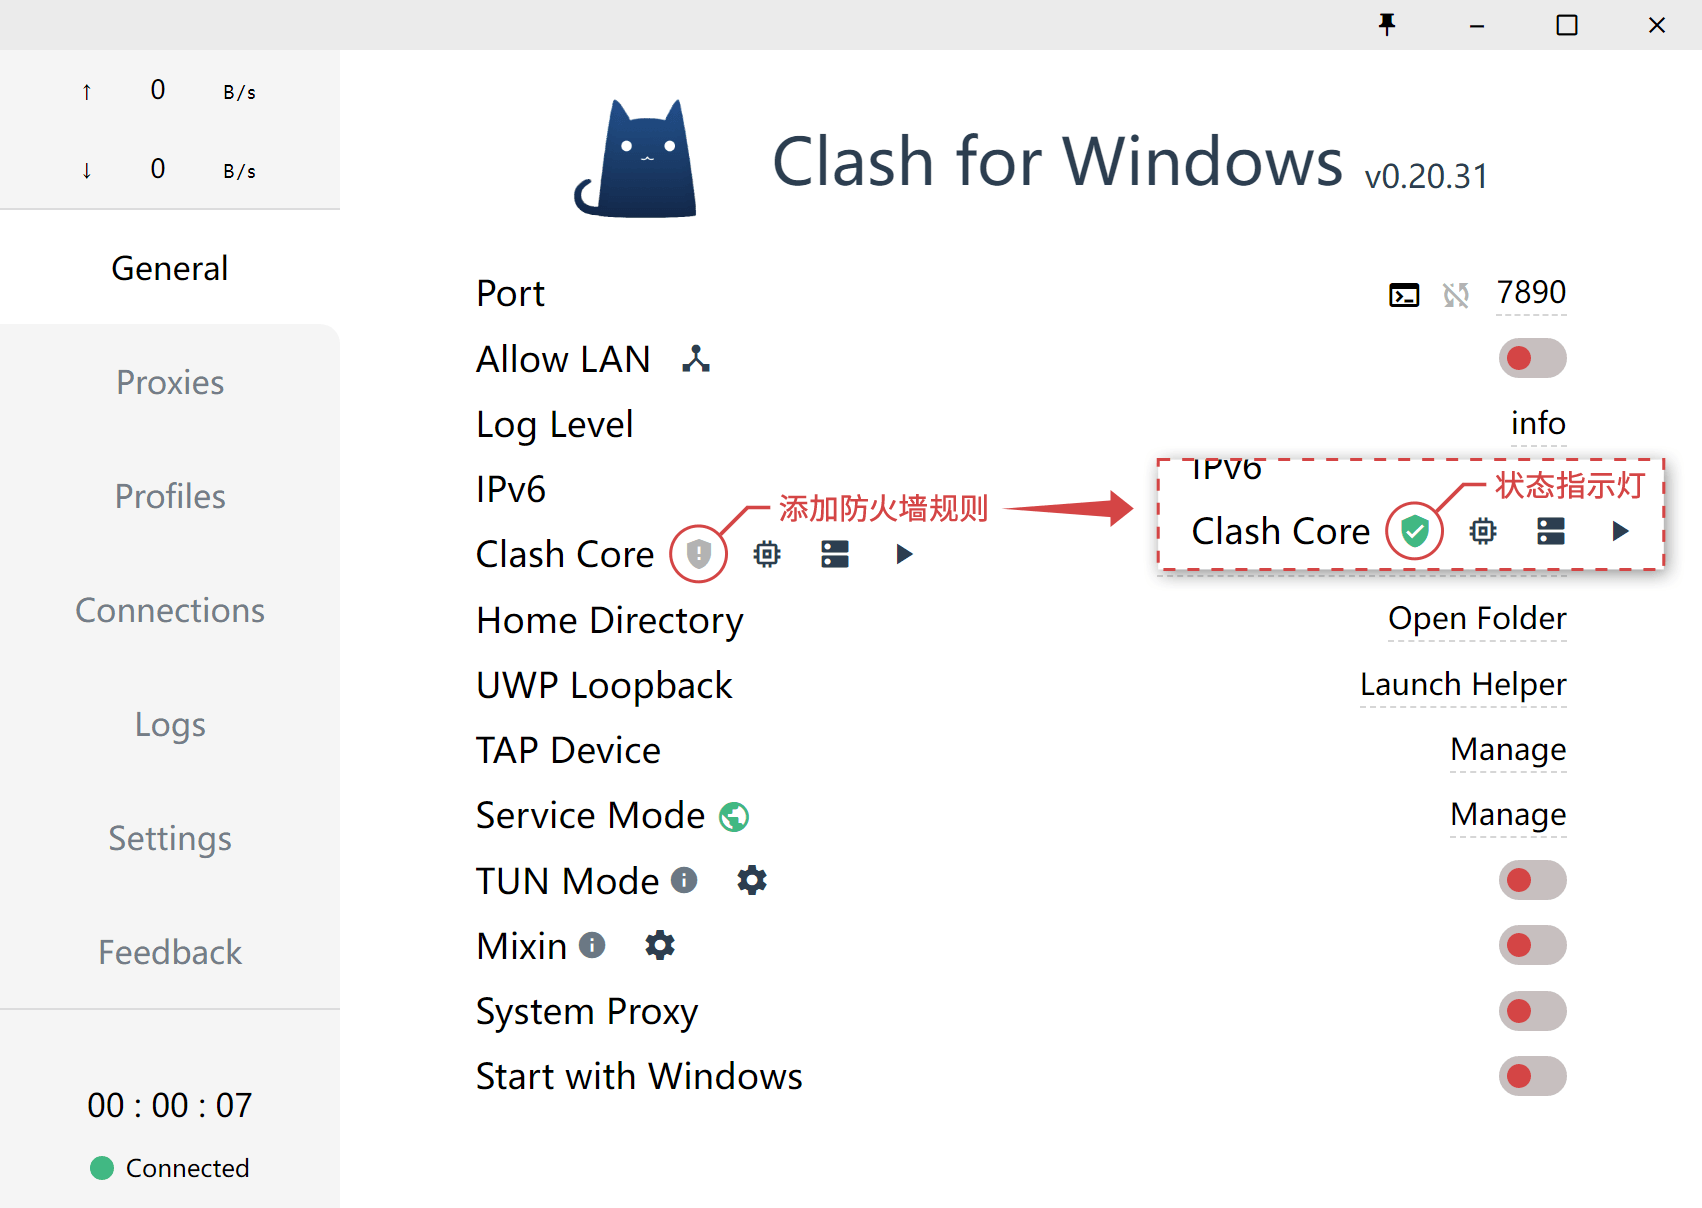 ↑ 0 B/s
↓ 0 B/s
General
Proxies
Profiles
Connections
Logs
Settings
Feedback
00 : 00 : 07
Connected
Clash for Windows v0.20.31
Port 7890
Allow LAN
Log Level info
IPv6
添加防火墙规则
Clash Core
IPv6
状态指示灯
Clash Core
Home Directory Open Folder
UWP Loopback Launch Helper
TAP Device Manage
Service Mode Manage
TUN Mode
Mixin
System Proxy
Start with Windows